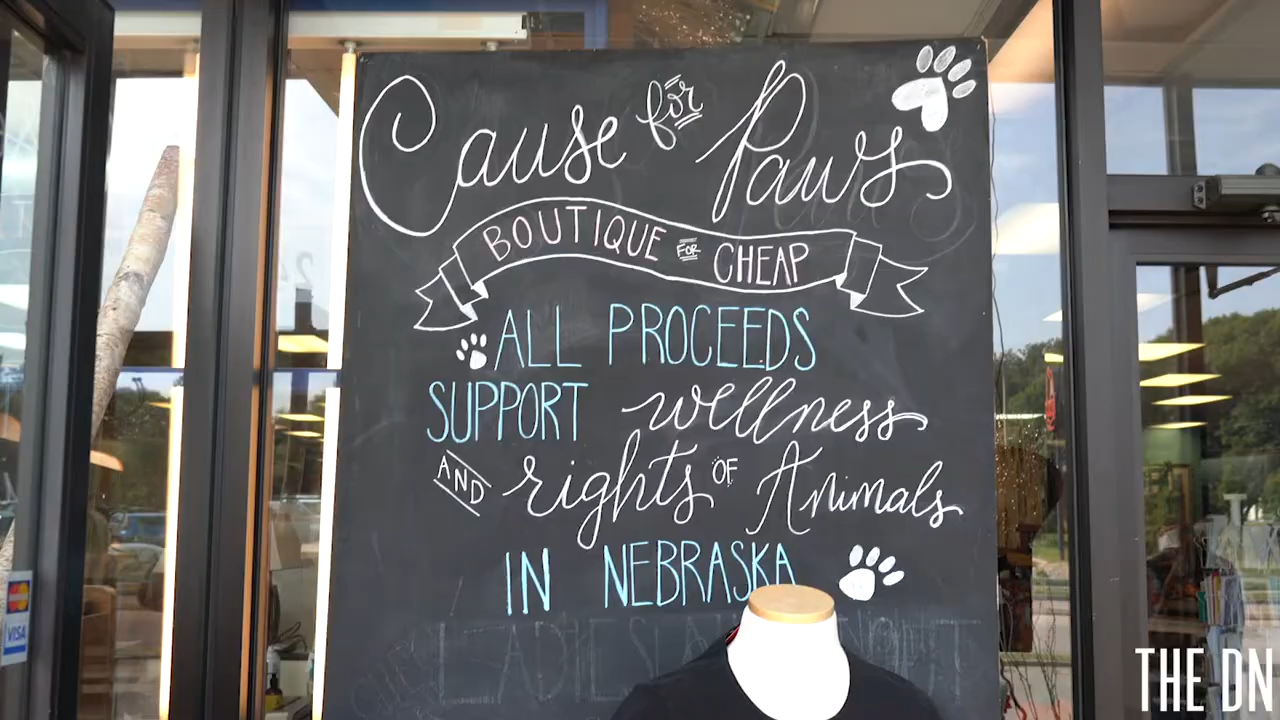 Cause for Paws
BOUTIQUE FOR CHEAP
ALL PROCEEDS
SUPPORT wellness
AND rights OF Animals
IN NEBRASKA
LADIES
VISA
THE DN